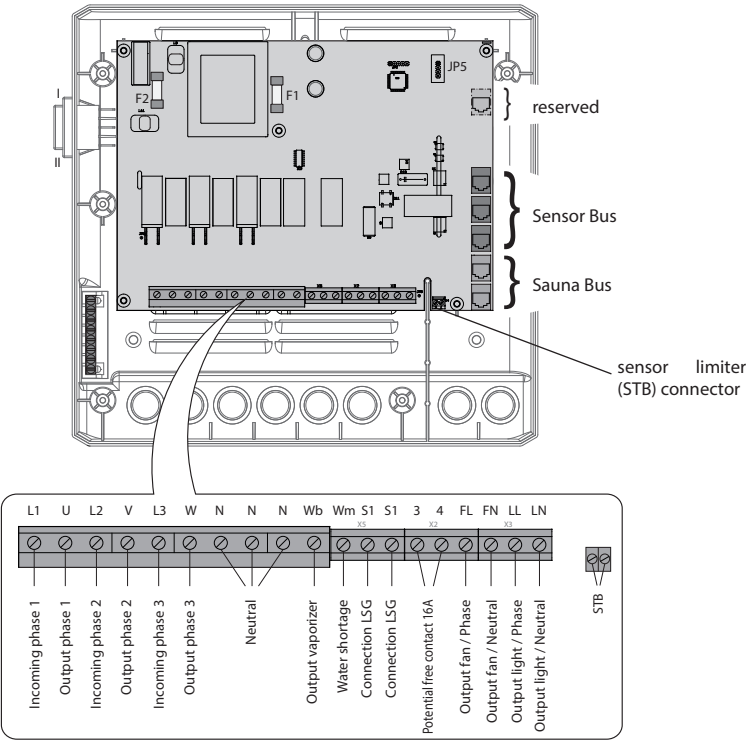 JP5
F2
F1
I
II
reserved
Sensor Bus
Sauna Bus
sensor limiter
(STB) connector
L1 U L2 V L3 W N N N Wb Wm S1 S1 3 4 FL FN LL LN
X5 X2 X3
Incoming phase 1
Output phase 1
Incoming phase 2
Output phase 2
Incoming phase 3
Output phase 3
Neutral
Output vaporizer
Water shortage
Connection LSG
Connection LSG
Potential free contact 16A
Output fan / Phase
Output fan / Neutral
Output light / Phase
Output light / Neutral
STB